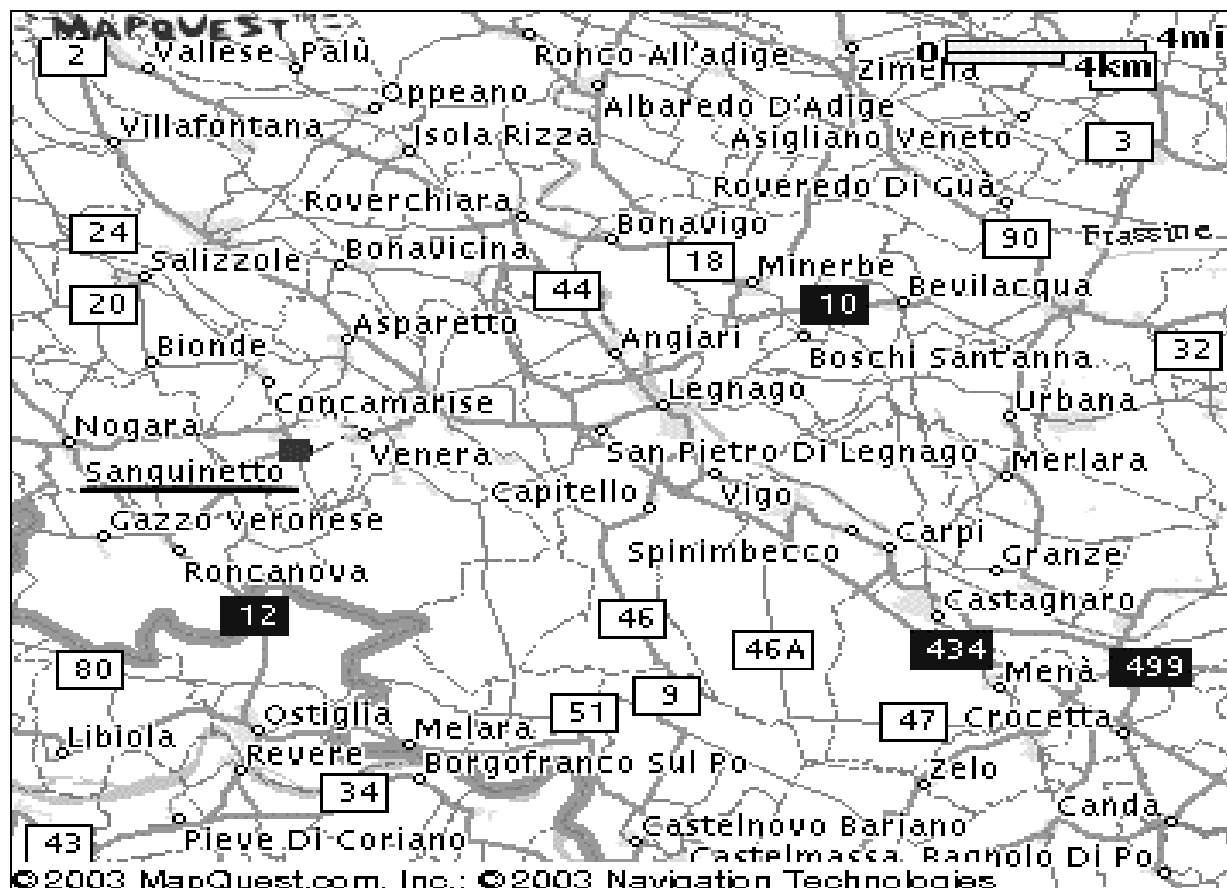 MAPQUEST
2
Vallese
Palù
Ronco All'adige
0
4mi
4km
Zimella
Oppeano
Albaredo D'Adige
Villafontana
Isola Rizza
Asigliano Veneto
3
Roverchiara
Roveredo Di Guà
24
Bonavigo
90
Frassine
Salizzole
Bonavicina
18
Minerbe
20
44
10
Bevilacqua
Asparetto
Angiari
Bionde
Boschi Sant'anna
32
Legnago
Concamarise
Urbana
Nogara
Sanguinetto
Venera
San Pietro Di Legnago
Merlara
Capitello
Vigo
Gazzo Veronese
Carpi
Spinimbecco
Granze
Roncanova
Castagnaro
12
46
46A
434
499
80
Menà
9
51
47
Crocetta
Ostiglia
Melara
Libiola
Revere
Borgofranco Sul Po
Zelo
34
Canda
43
Pieve Di Coriano
Castelnovo Bariano
Castelmassa
Bagnolo Di Po
©2003 MapQuest.com, Inc.; ©2003 Navigation Technologies